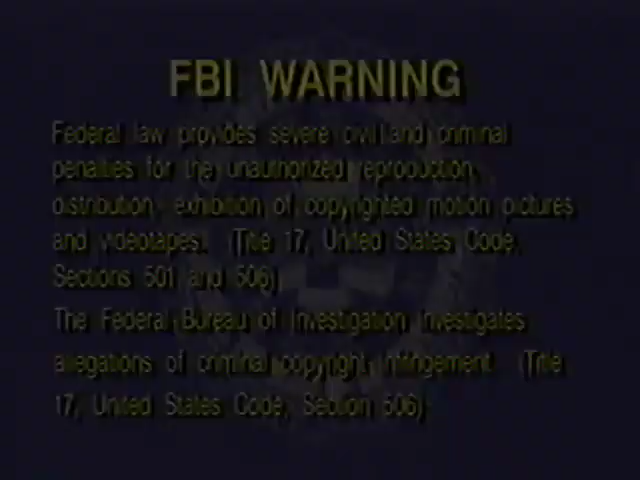 FBI WARNING
Federal law provides severe civil and criminal
penalties for the unauthorized reproduction,
distribution, exhibition of copyrighted motion pictures
and videotapes. (Title 17, United States Code,
Sections 501 and 506)
The Federal Bureau of Investigation investigates
allegations of criminal copyright infringement (Title
17, United States Code, Section 506)